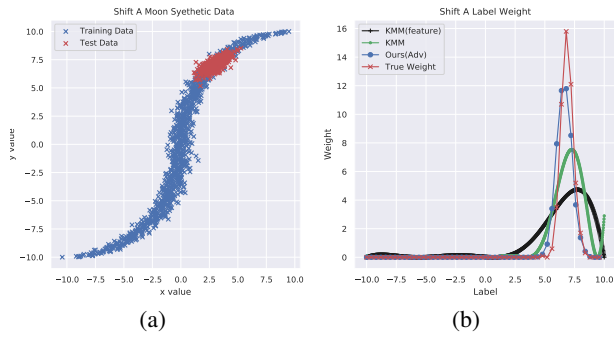 Shift A Moon Syethetic Data
Training Data
Test Data
y value
10.0
7.5
5.0
2.5
0.0
−2.5
−5.0
−7.5
−10.0
−10.0 −7.5 −5.0 −2.5 0.0 2.5 5.0 7.5 10.0
x value
(a)
Shift A Label Weight
KMM(feature)
KMM
Ours(Adv)
True Weight
Weight
16
14
12
10
8
6
4
2
0
−10.0 −7.5 −5.0 −2.5 0.0 2.5 5.0 7.5 10.0
Label
(b)